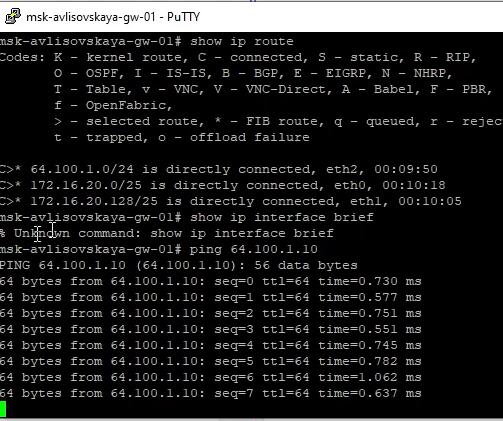 msk-avlisovskaya-gw-01 - PuTTY
msk-avlisovskaya-gw-01# show ip route
Codes: K - kernel route, C - connected, S - static, R - RIP,
O - OSPF, I - IS-IS, B - BGP, E - EIGRP, N - NHRP,
T - Table, v - VNC, V - VNC-Direct, A - Babel, F - PBR,
f - OpenFabric,
> - selected route, * - FIB route, q - queued, r - rejec
t - trapped, o - offload failure
C>* 64.100.1.0/24 is directly connected, eth2, 00:09:50
C>* 172.16.20.0/25 is directly connected, eth0, 00:10:18
C>* 172.16.20.128/25 is directly connected, eth1, 00:10:05
msk-avlisovskaya-gw-01# show ip interface brief
% Unknown command: show ip interface brief
msk-avlisovskaya-gw-01# ping 64.100.1.10
PING 64.100.1.10 (64.100.1.10): 56 data bytes
64 bytes from 64.100.1.10: seq=0 ttl=64 time=0.730 ms
64 bytes from 64.100.1.10: seq=1 ttl=64 time=0.577 ms
64 bytes from 64.100.1.10: seq=2 ttl=64 time=0.751 ms
64 bytes from 64.100.1.10: seq=3 ttl=64 time=0.551 ms
64 bytes from 64.100.1.10: seq=4 ttl=64 time=0.745 ms
64 bytes from 64.100.1.10: seq=5 ttl=64 time=0.782 ms
64 bytes from 64.100.1.10: seq=6 ttl=64 time=1.062 ms
64 bytes from 64.100.1.10: seq=7 ttl=64 time=0.637 ms